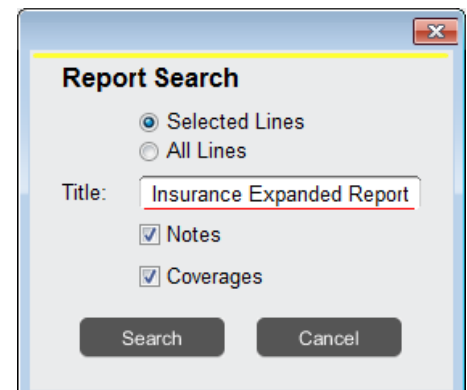 Report Search
Selected Lines
All Lines
Title: Insurance Expanded Report
Notes
Coverages
Search Cancel